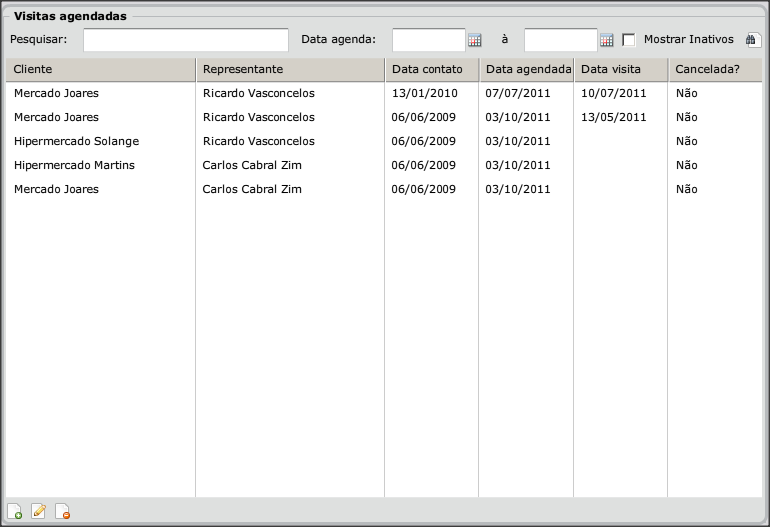 Visitas agendadas
Pesquisar: Data agenda: à Mostrar Inativos
Cliente Representante Data contato Data agendada Data visita Cancelada?
Mercado Joares Ricardo Vasconcelos 13/01/2010 07/07/2011 10/07/2011 Não
Mercado Joares Ricardo Vasconcelos 06/06/2009 03/10/2011 13/05/2011 Não
Hipermercado Solange Ricardo Vasconcelos 06/06/2009 03/10/2011 Não
Hipermercado Martins Carlos Cabral Zim 06/06/2009 03/10/2011 Não
Mercado Joares Carlos Cabral Zim 06/06/2009 03/10/2011 Não